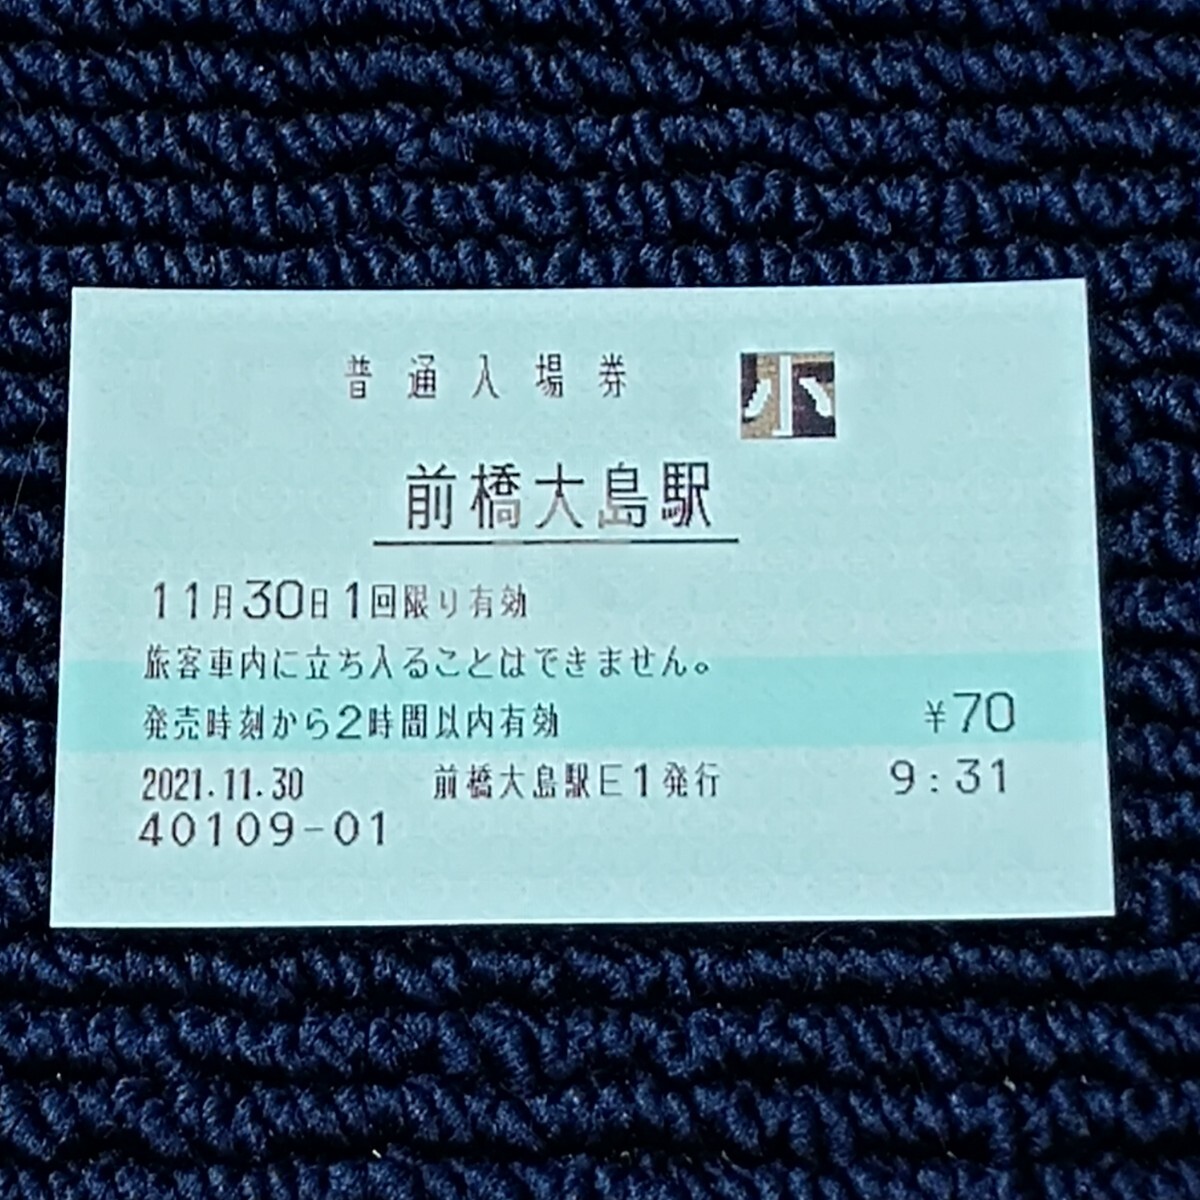 普通入場券 小
前橋大島駅
11月30日1回限り有効
旅客車内に立ち入ることはできません。
発売時刻から2時間以内有効 ¥70
2021.11.30 前橋大島駅E1発行 9:31
40109-01